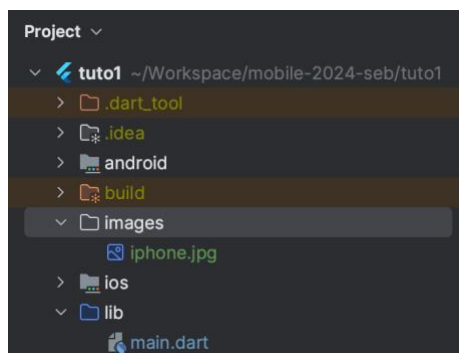 Project
tuto1 ~/Workspace/mobile-2024-seb/tuto1
.dart_tool
.idea
android
build
images
iphone.jpg
ios
lib
main.dart